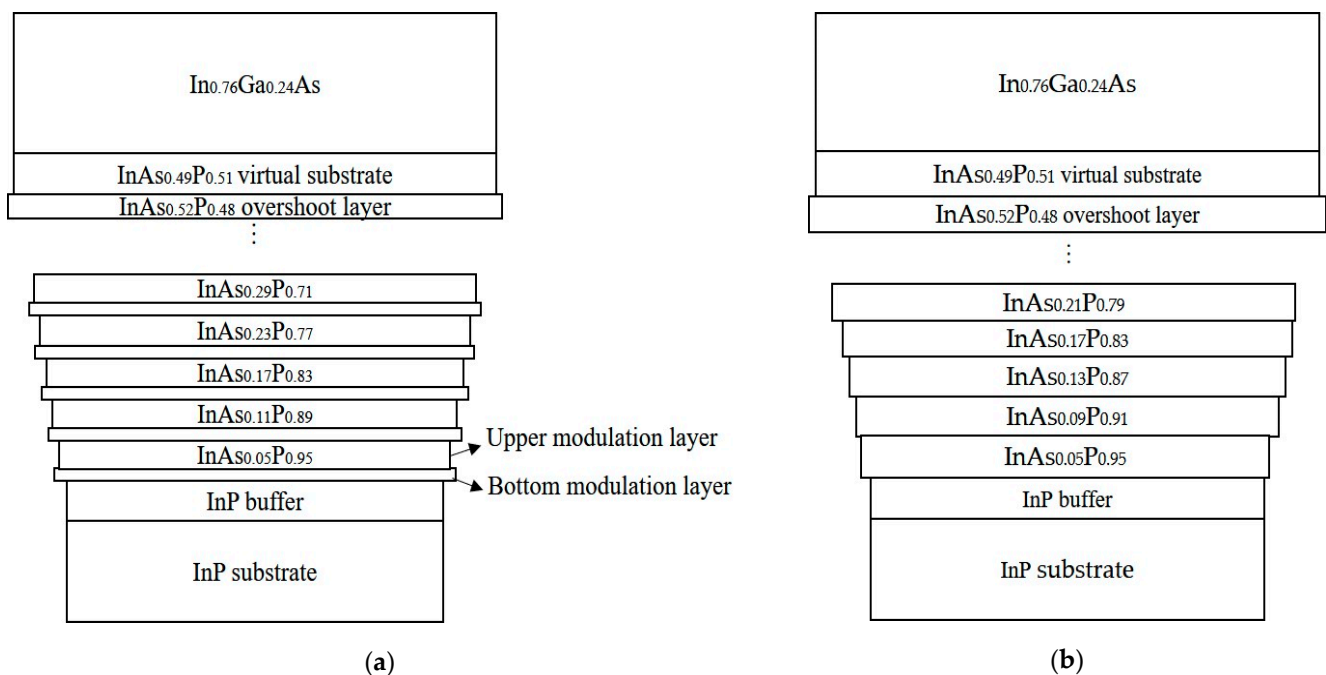 In0.76Ga0.24As
InAs0.49P0.51 virtual substrate
InAs0.52P0.48 overshoot layer
⋮
InAs0.29P0.71
InAs0.23P0.77
InAs0.17P0.83
InAs0.11P0.89
InAs0.05P0.95
Upper modulation layer
Bottom modulation layer
InP buffer
InP substrate
(a)
In0.76Ga0.24As
InAs0.49P0.51 virtual substrate
InAs0.52P0.48 overshoot layer
⋮
InAs0.21P0.79
InAs0.17P0.83
InAs0.13P0.87
InAs0.09P0.91
InAs0.05P0.95
InP buffer
InP substrate
(b)